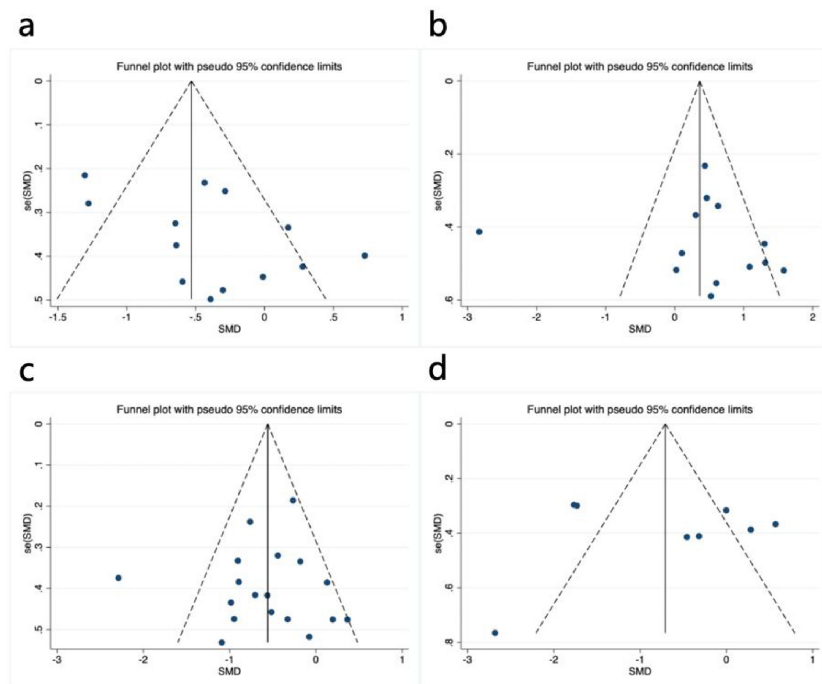 a
Funnel plot with pseudo 95% confidence limits
0
.1
.2
.3
.4
.5
se(SMD)
-1.5
-1
-.5
0
.5
1
SMD
b
Funnel plot with pseudo 95% confidence limits
0
.2
.4
.6
se(SMD)
-3
-2
-1
0
1
2
SMD
c
Funnel plot with pseudo 95% confidence limits
0
.1
.2
.3
.4
.5
se(SMD)
-3
-2
-1
0
1
SMD
d
Funnel plot with pseudo 95% confidence limits
0
.2
.4
.6
.8
se(SMD)
-3
-2
-1
0
1
SMD